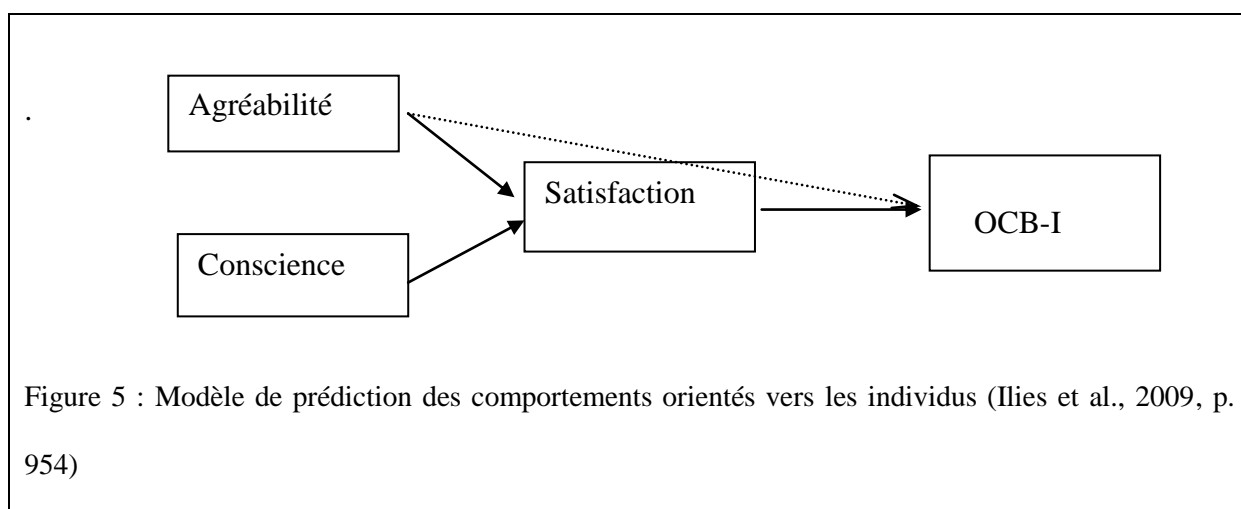 Agréabilité
.
Satisfaction
OCB-I
Conscience
Figure 5 : Modèle de prédiction des comportements orientés vers les individus (Ilies et al., 2009, p.
954)